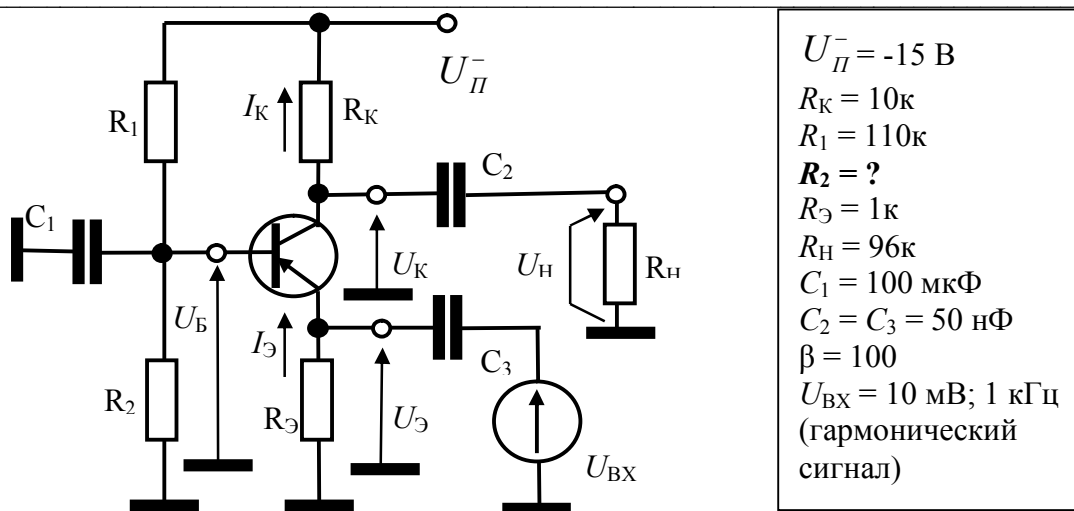 U⁻П
IК
R1
RК
C2
C1
UБ
UК
UН
RН
IЭ
C3
R2
RЭ
UЭ
UВХ
U⁻П = -15 В
RК = 10к
R1 = 110к
R2 = ?
RЭ = 1к
RН = 96к
C1 = 100 мкФ
C2 = C3 = 50 нФ
β = 100
UВХ = 10 мВ; 1 кГц
(гармонический
сигнал)